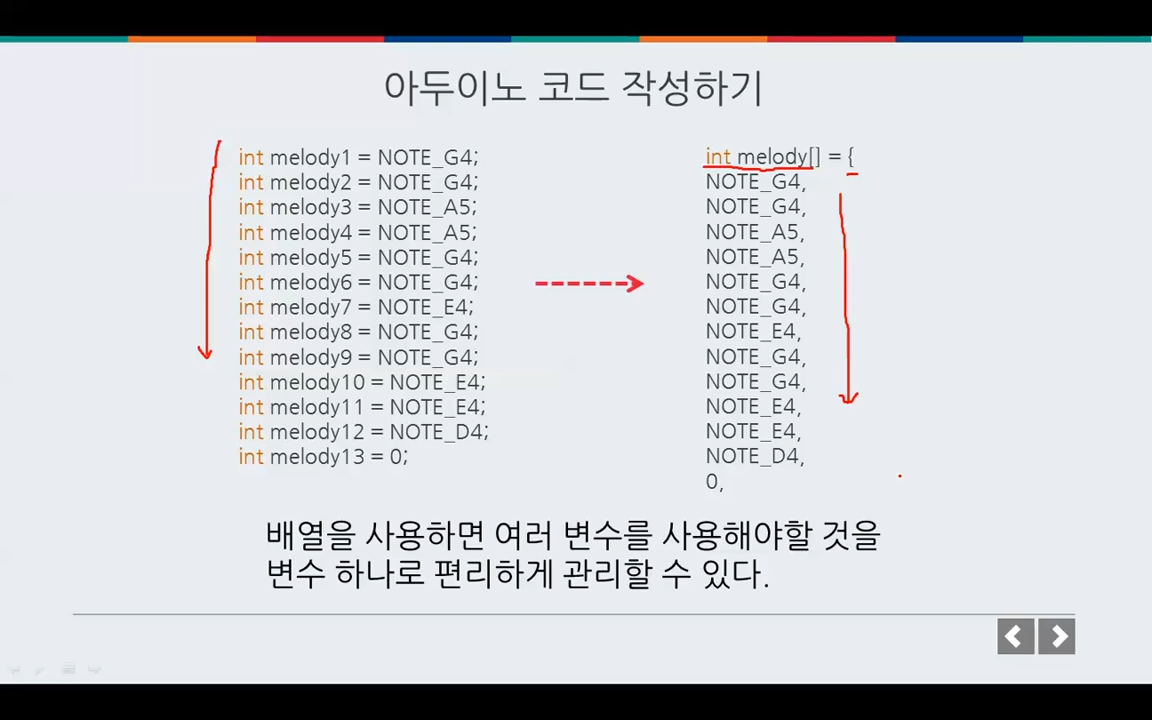 아두이노 코드 작성하기
int melody1 = NOTE_G4;
int melody2 = NOTE_G4;
int melody3 = NOTE_A5;
int melody4 = NOTE_A5;
int melody5 = NOTE_G4;
int melody6 = NOTE_G4;
int melody7 = NOTE_E4;
int melody8 = NOTE_G4;
int melody9 = NOTE_G4;
int melody10 = NOTE_E4;
int melody11 = NOTE_E4;
int melody12 = NOTE_D4;
int melody13 = 0;
int melody[] = {
NOTE_G4,
NOTE_G4,
NOTE_A5,
NOTE_A5,
NOTE_G4,
NOTE_G4,
NOTE_E4,
NOTE_G4,
NOTE_G4,
NOTE_E4,
NOTE_E4,
NOTE_D4,
0,
배열을 사용하면 여러 변수를 사용해야할 것을
변수 하나로 편리하게 관리할 수 있다.